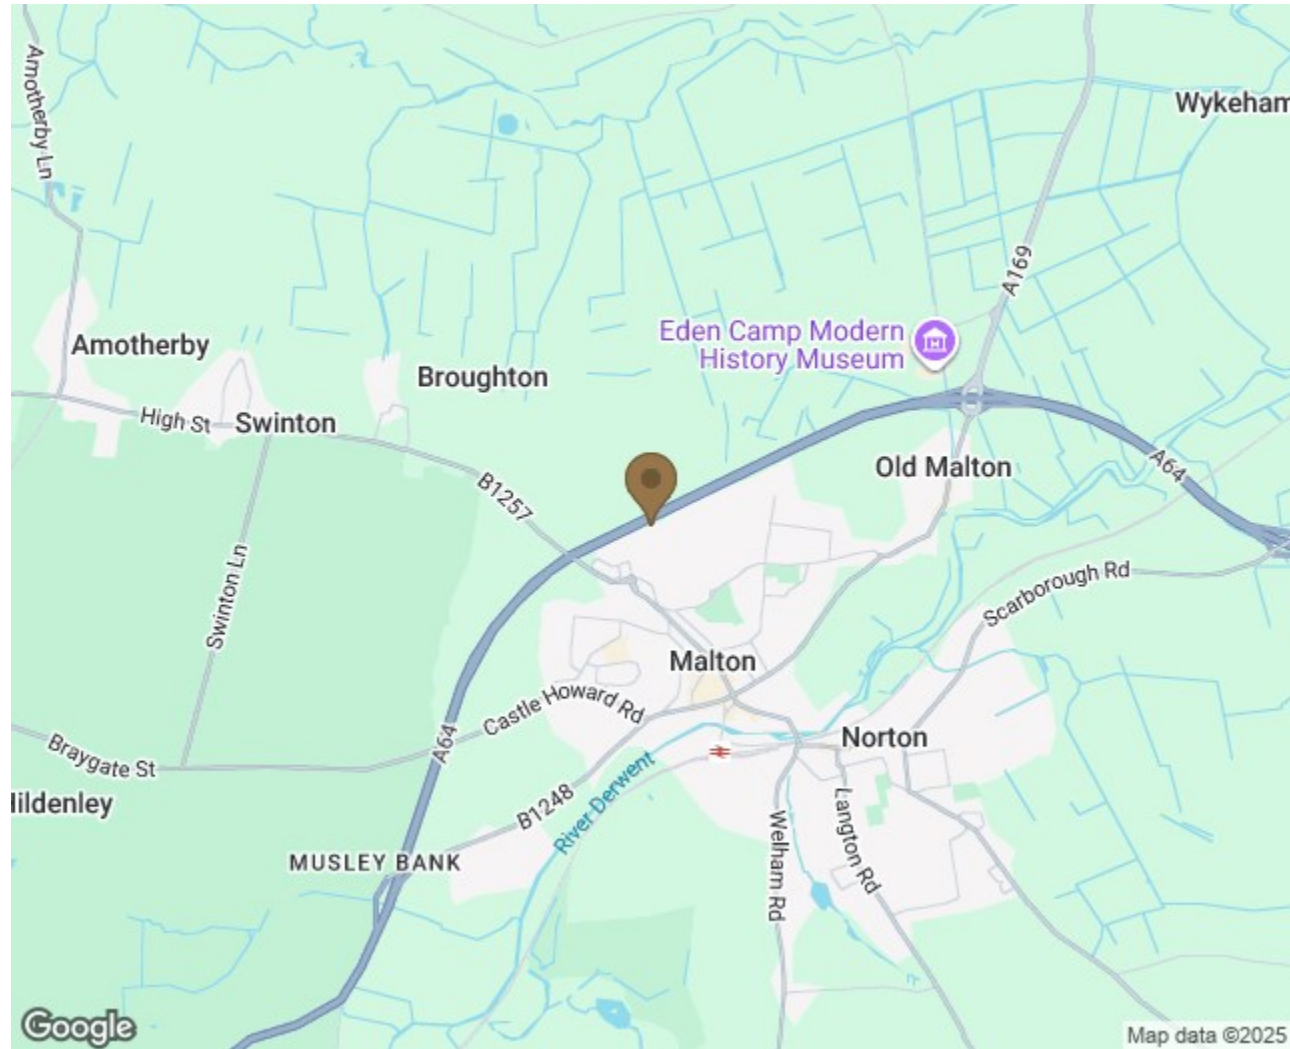 Amotherby Ln
Wykeham
A169
Eden Camp Modern
History Museum
Amotherby
Broughton
High St
Swinton
B1257
Old Malton
A64
Swinton Ln
Scarborough Rd
Malton
Castle Howard Rd
A64
Norton
Braygate St
River Derwent
Hildenley
B1248
Langton Rd
Welham Rd
MUSLEY BANK
Google
Map data ©2025